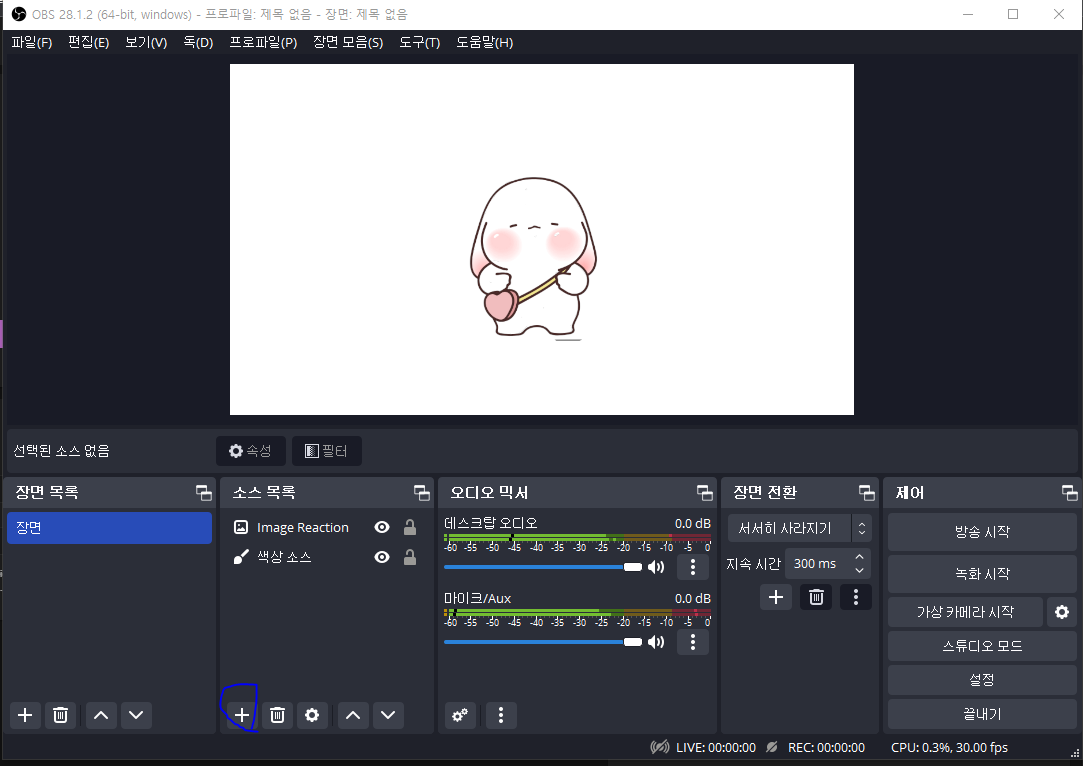 OBS 28.1.2 (64-bit, windows) - 프로파일: 제목 없음 - 장면: 제목 없음
파일(F) 편집(E) 보기(V) 독(D) 프로파일(P) 장면 모음(S) 도구(T) 도움말(H)
선택된 소스 없음 속성 필터
장면 목록
장면
소스 목록
Image Reaction
색상 소스
오디오 믹서
데스크탑 오디오 0.0 dB
-60 -55 -50 -45 -40 -35 -30 -25 -20 -15 -10 -5 0
마이크/Aux 0.0 dB
-60 -55 -50 -45 -40 -35 -30 -25 -20 -15 -10 -5 0
장면 전환
서서히 사라지기
지속 시간 300 ms
제어
방송 시작
녹화 시작
가상 카메라 시작
스튜디오 모드
설정
끝내기
LIVE: 00:00:00 REC: 00:00:00 CPU: 0.3%, 30.00 fps